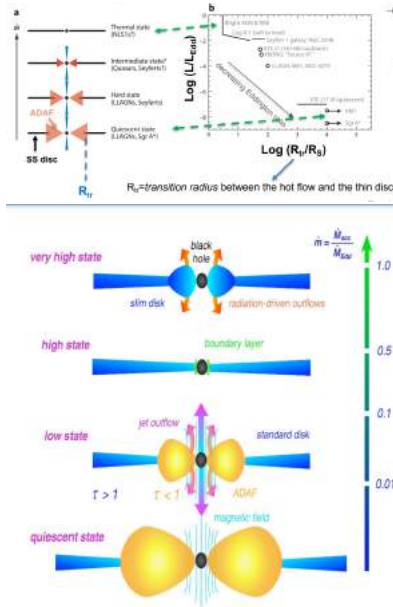 a
ṁ
Thermal state
(NLS1s?)
Intermediate state?
(Quasars, Seyferts?)
Hard state
(LLAGNs, Seyferts)
ADAF
Quiescent state
(LLAGNs, Sgr A*)
SS disc
R_tr
b
Log (L/L_Edd)
decreasing Eddington ratio
Sgr A*
Log (R_tr/R_S)
R_tr=transition radius between the hot flow and the thin disc
very high state
black
hole
slim disk
radiation-driven outflows
high state
boundary layer
low state
jet outflow
standard disk
τ > 1
τ < 1
ADAF
magnetic field
quiescent state
1.0
0.5
0.1
0.01